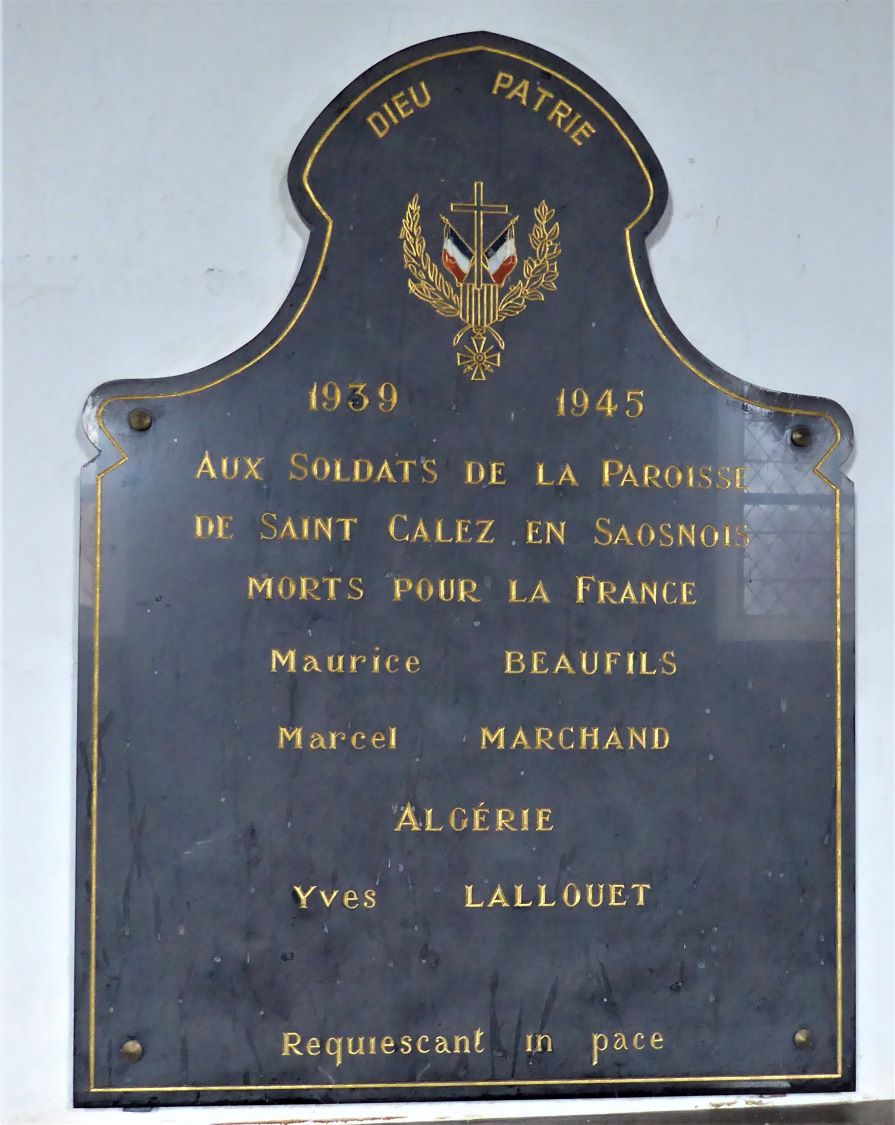 DIEU PATRIE
1939 1945
AUX SOLDATS DE LA PAROISSE
DE SAINT CALEZ EN SAOSNOIS
MORTS POUR LA FRANCE
Maurice BEAUFILS
Marcel MARCHAND
ALGÉRIE
Yves LALLOUET
Requiescant in pace